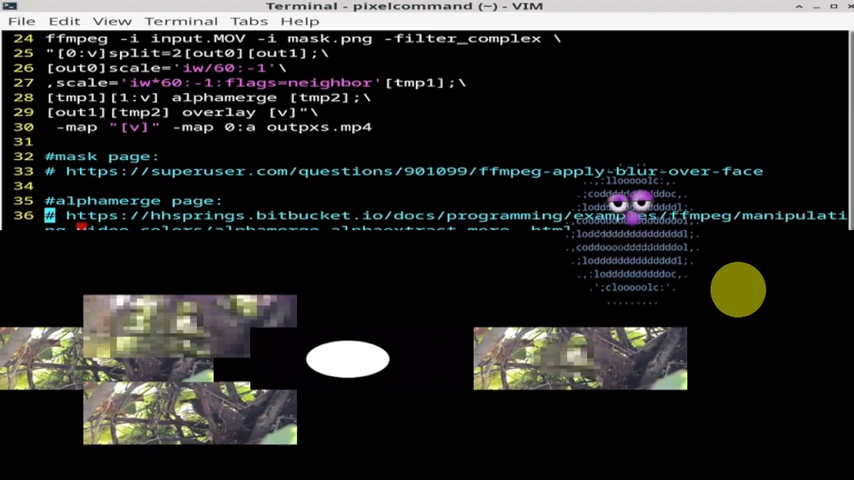 Terminal - pixelcommand (~) - VIM
File Edit View Terminal Tabs Help
24 ffmpeg -i input.MOV -i mask.png -filter_complex \
25 "[0:v]split=2[out0][out1];\
26 [out0]scale='iw/60:-1'\
27 ,scale='iw*60:-1:flags=neighbor'[tmp1];\
28 [tmp1][1:v] alphamerge [tmp2];\
29 [out1][tmp2] overlay [v]"\
30 -map "[v]" -map 0:a outpxs.mp4
31
32 #mask page:
33 # https://superuser.com/questions/901099/ffmpeg-apply-blur-over-face
34
35 #alphamerge page:
36 # https://hhsprings.bitbucket.io/docs/programming/examples/ffmpeg/manipulati
ng_video_colors/alphamerge_alphaextract_more_.html